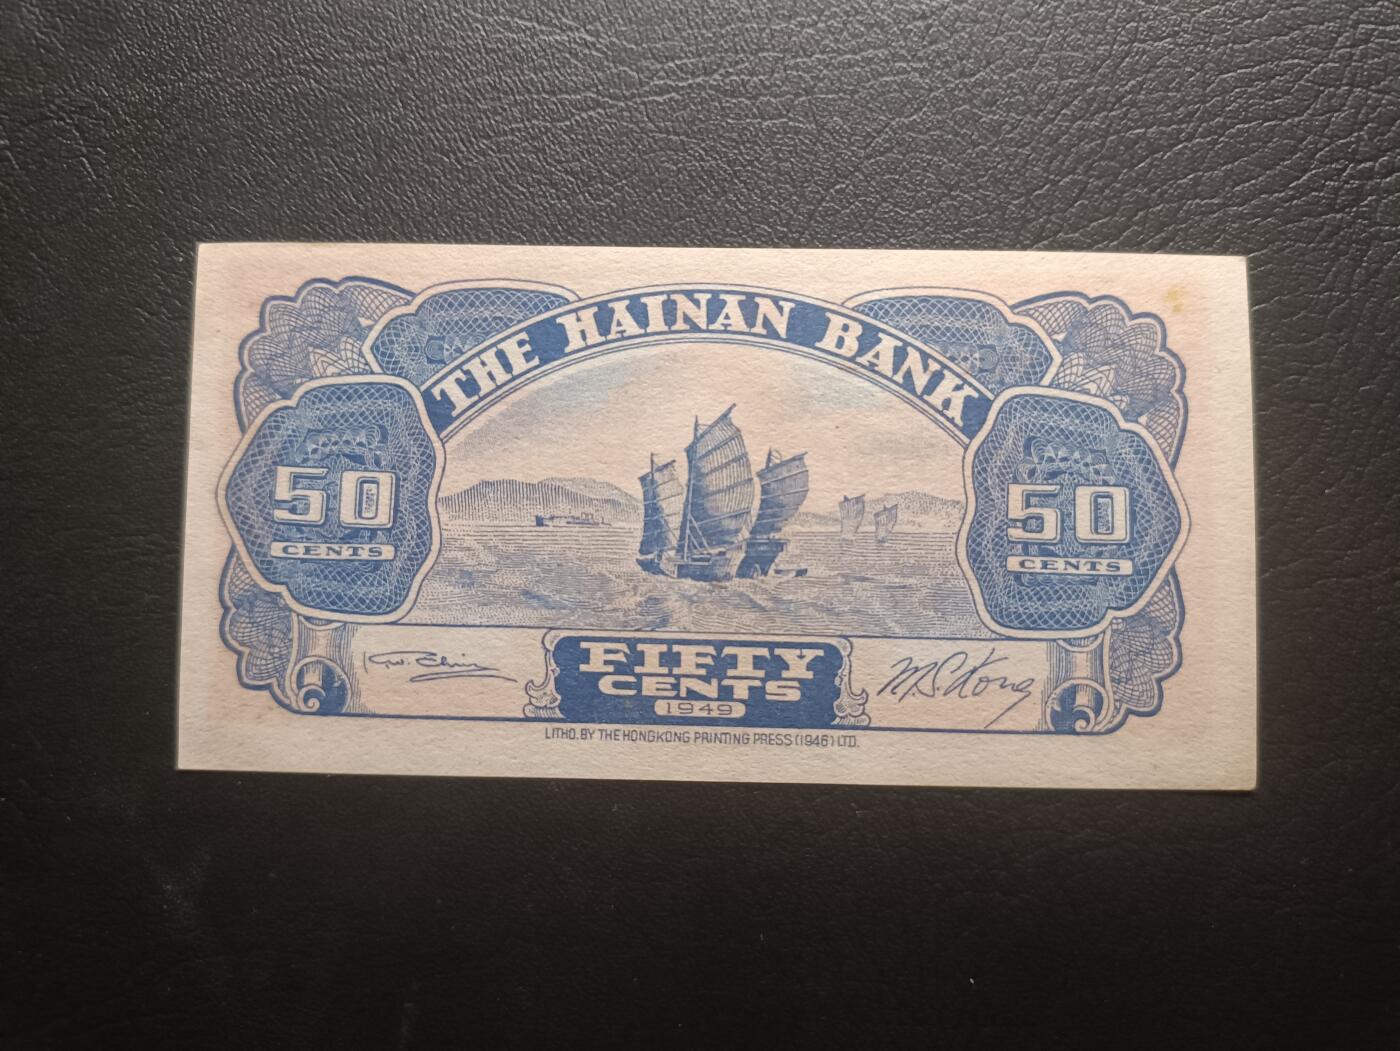 THE HAINAN BANK
50
CENTS
50
CENTS
FIFTY
CENTS
1949
LITHO. BY THE HONGKONG PRINTING PRESS (1946) LTD.